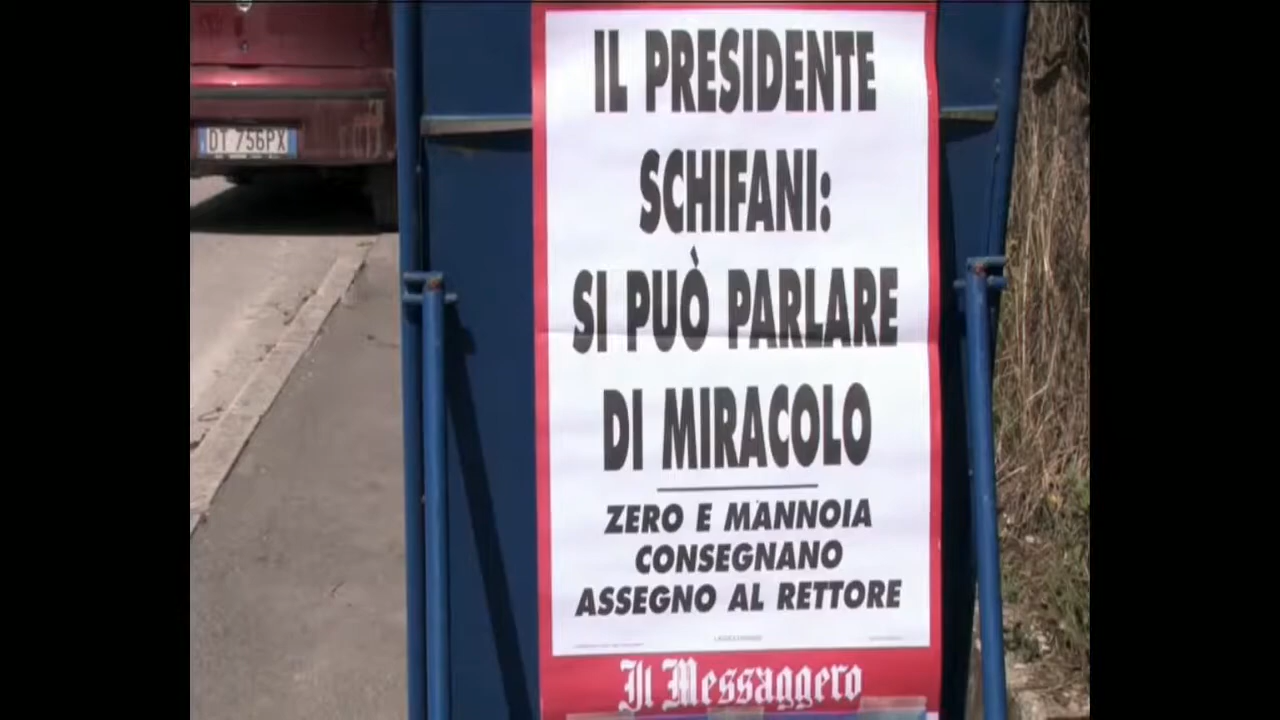 DT 756PX
IL PRESIDENTE
SCHIFANI:
SI PUÒ PARLARE
DI MIRACOLO
ZERO E MANNOIA
CONSEGNANO
ASSEGNO AL RETTORE
Il Messaggero